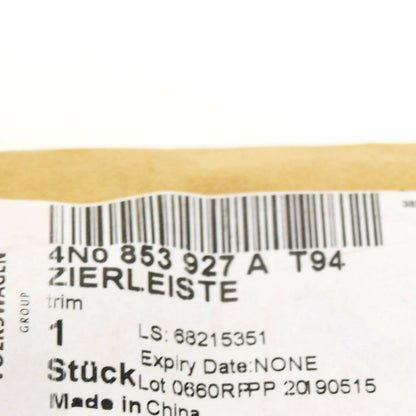 4N0 853 927 A T94
ZIERLEISTE
trim
1
Stück
LS: 68215351
Expiry Date:NONE
Lot 0660RPPP 20190515
Made in China
VOLKSWAGEN
GROUP